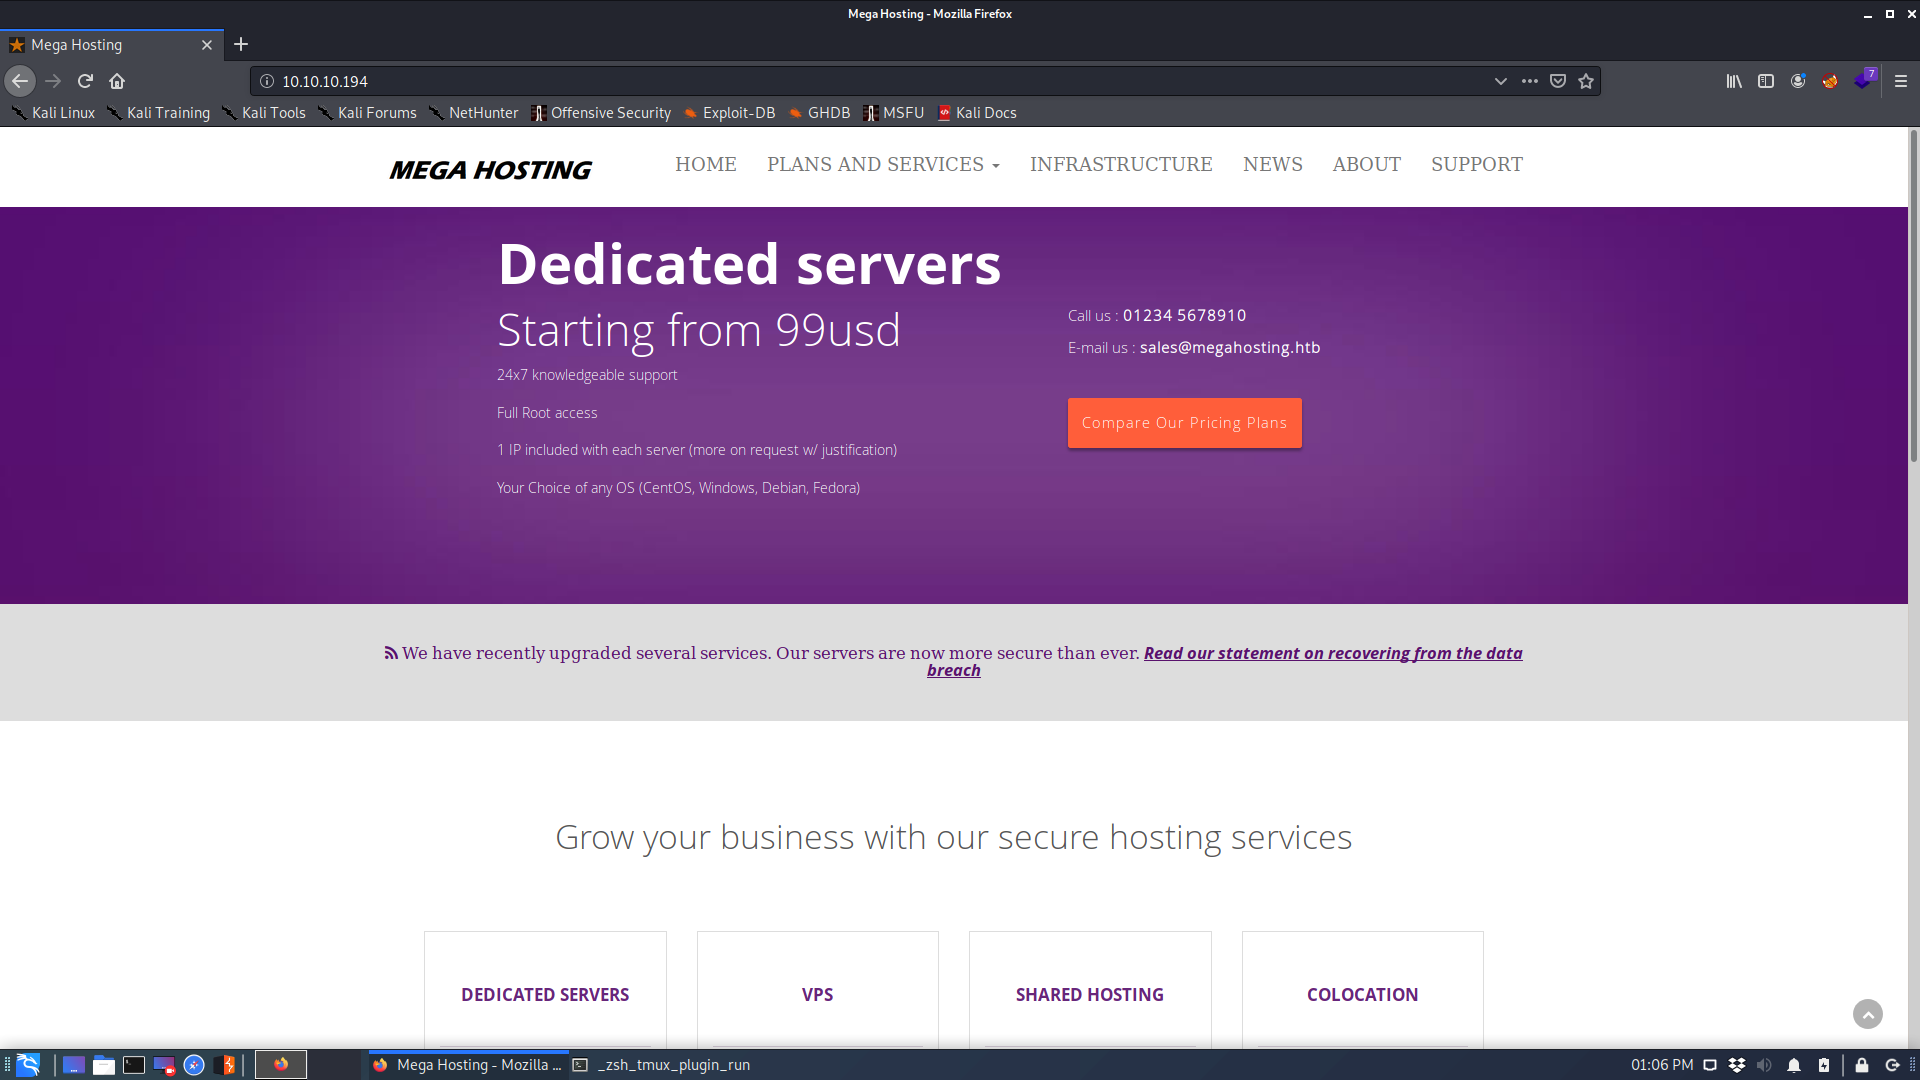 Mega Hosting - Mozilla Firefox
Mega Hosting
10.10.10.194
7
Kali Linux Kali Training Kali Tools Kali Forums NetHunter Offensive Security Exploit-DB GHDB MSFU Kali Docs
MEGA HOSTING HOME PLANS AND SERVICES INFRASTRUCTURE NEWS ABOUT SUPPORT
Dedicated servers
Starting from 99usd
24x7 knowledgeable support
Full Root access
1 IP included with each server (more on request w/ justification)
Your Choice of any OS (CentOS, Windows, Debian, Fedora)
Call us : 01234 5678910
E-mail us : sales@megahosting.htb
Compare Our Pricing Plans
We have recently upgraded several services. Our servers are now more secure than ever. Read our statement on recovering from the data
breach
Grow your business with our secure hosting services
DEDICATED SERVERS VPS SHARED HOSTING COLOCATION
Mega Hosting - Mozilla ... _zsh_tmux_plugin_run 01:06 PM